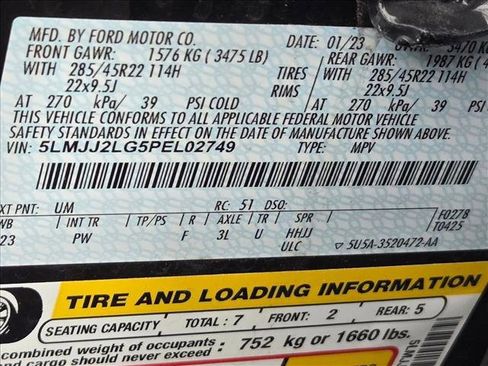 MFD. BY FORD MOTOR CO.
DATE: 01/23
3470 K
FRONT GAWR: 1576 KG ( 3475 LB)
REAR GAWR: 1987 KG ( 43
WITH 285/45R22 114H TIRES WITH 285/45R22 114H
22x9.5J RIMS 22x9.5J
AT 270 kPa/ 39 PSI COLD AT 270 kPa/ 39
THIS VEHICLE CONFORMS TO ALL APPLICABLE FEDERAL MOTOR VEHICLE
SAFETY STANDARDS IN EFFECT ON THE DATE OF MANUFACTURE SHOWN ABOVE.
VIN: 5LMJJ2LG5PEL02749
XT PNT: UM RC: 51 DSO:
WB INT TR TP/PS R AXLE TR SPR
23 PW F 3L U HHJJ
ULC
F0278
T0425
5U5A-3520472-AA
TIRE AND LOADING INFORMATION
SEATING CAPACITY TOTAL : 7 FRONT: 2 REAR: 5
combined weight of occupants :
and cargo should never exceed : 752 kg or 1660 lbs.